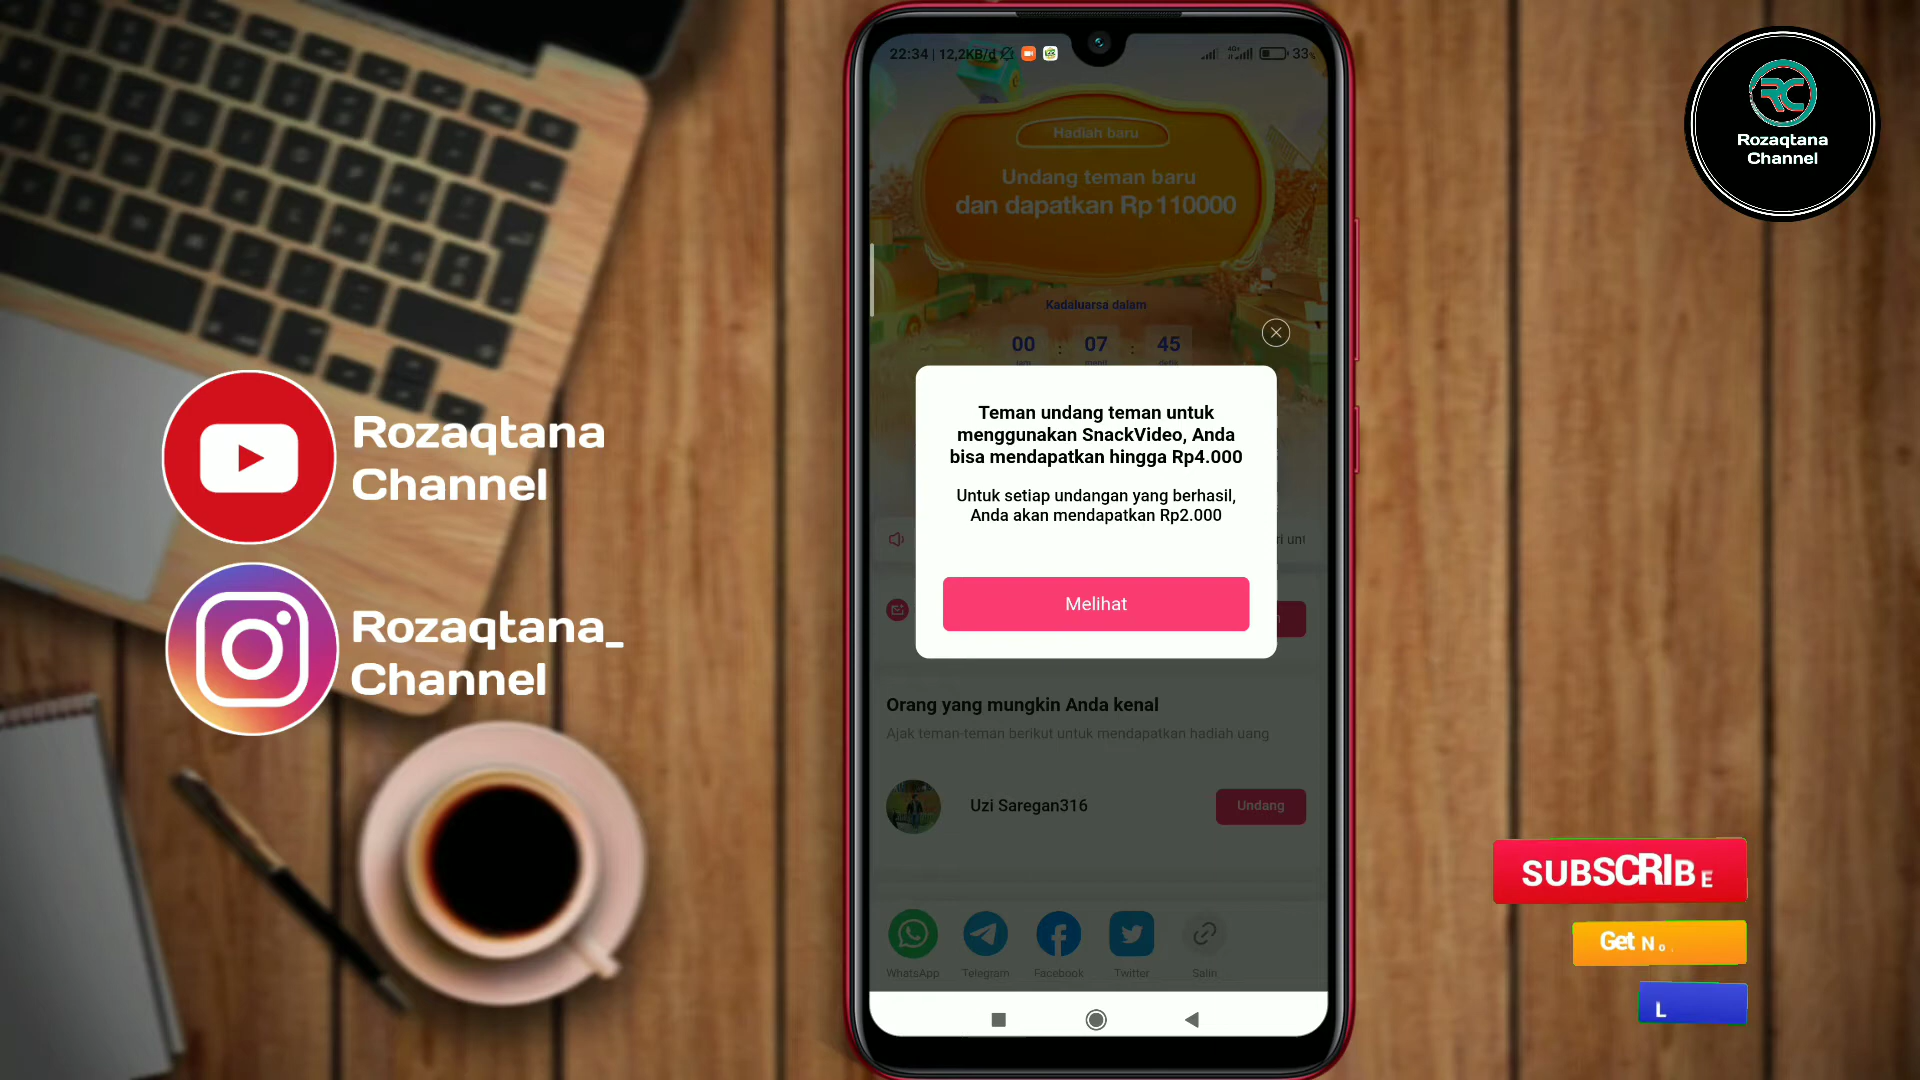 22:34 | 12,2KB/d
33
Hadiah baru
Undang teman baru
dan dapatkan Rp110000
Kadaluarsa dalam
00 : 07 : 45
Teman undang teman untuk
menggunakan SnackVideo, Anda
bisa mendapatkan hingga Rp4.000
Untuk setiap undangan yang berhasil,
Anda akan mendapatkan Rp2.000
Melihat
Orang yang mungkin Anda kenal
Ajak teman-teman berikut untuk mendapatkan hadiah uang
Uzi Saregan316
Undang
WhatsApp
Telegram
Facebook
Twitter
Salin
Rozaqtana
Channel
Rozaqtana_
Channel
RC
Rozaqtana
Channel
SUBSCRIBE
Get No
L